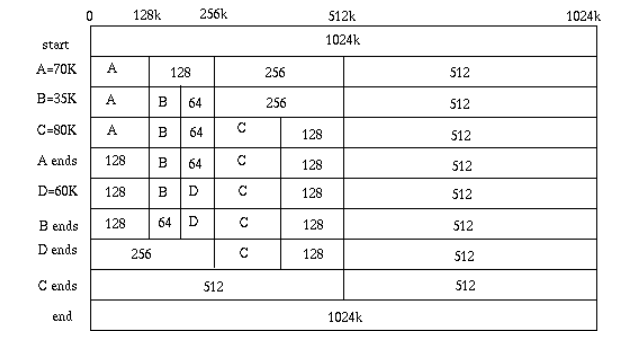 0 128k 256k 512k 1024k
start 1024k
A=70K A 128 256 512
B=35K A B 64 256 512
C=80K A B 64 C 128 512
A ends 128 B 64 C 128 512
D=60K 128 B D C 128 512
B ends 128 64 D C 128 512
D ends 256 C 128 512
C ends 512 512
end 1024k